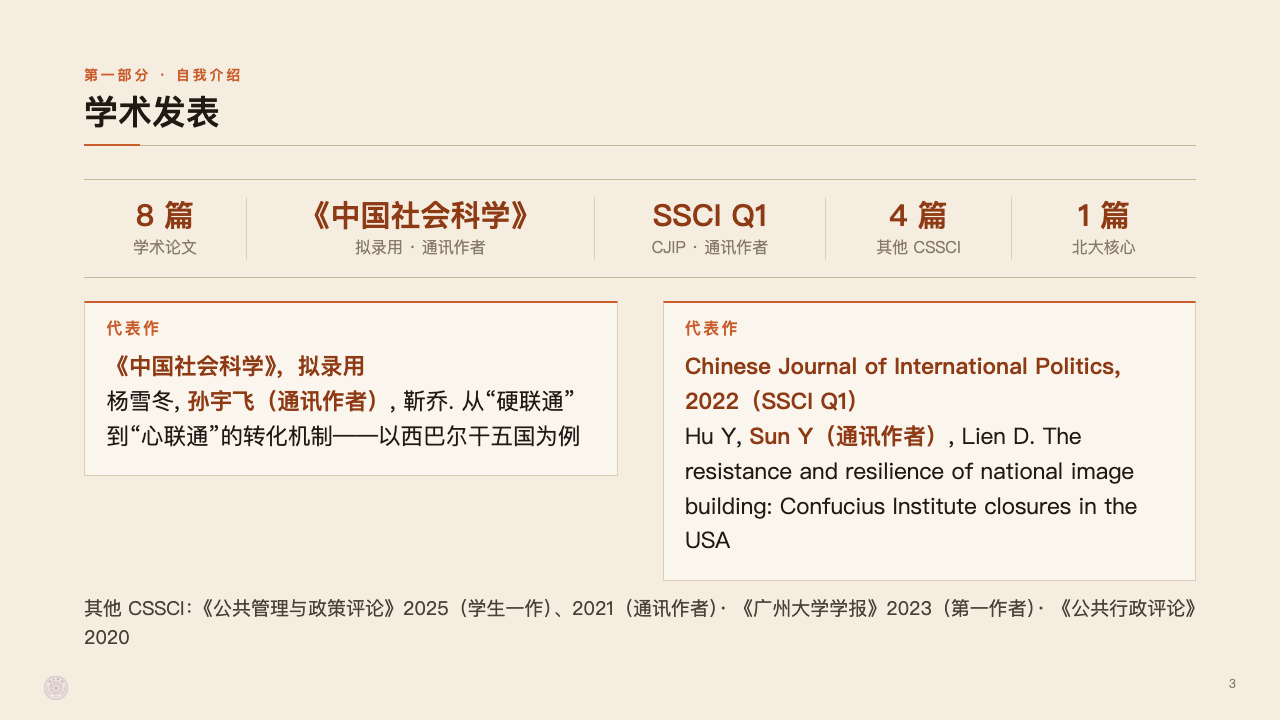 第一部分 · 自我介绍
学术发表
8 篇
学术论文
《中国社会科学》
拟录用 · 通讯作者
SSCI Q1
CJIP · 通讯作者
4 篇
其他 CSSCI
1 篇
北大核心
代表作
《中国社会科学》，拟录用
杨雪冬, 孙宇飞（通讯作者）, 靳乔. 从“硬联通”
到“心联通”的转化机制——以西巴尔干五国为例
代表作
Chinese Journal of International Politics,
2022（SSCI Q1）
Hu Y, Sun Y（通讯作者）, Lien D. The
resistance and resilience of national image
building: Confucius Institute closures in the
USA
其他 CSSCI：《公共管理与政策评论》2025（学生一作）、2021（通讯作者）· 《广州大学学报》2023（第一作者）· 《公共行政评论》
2020
3